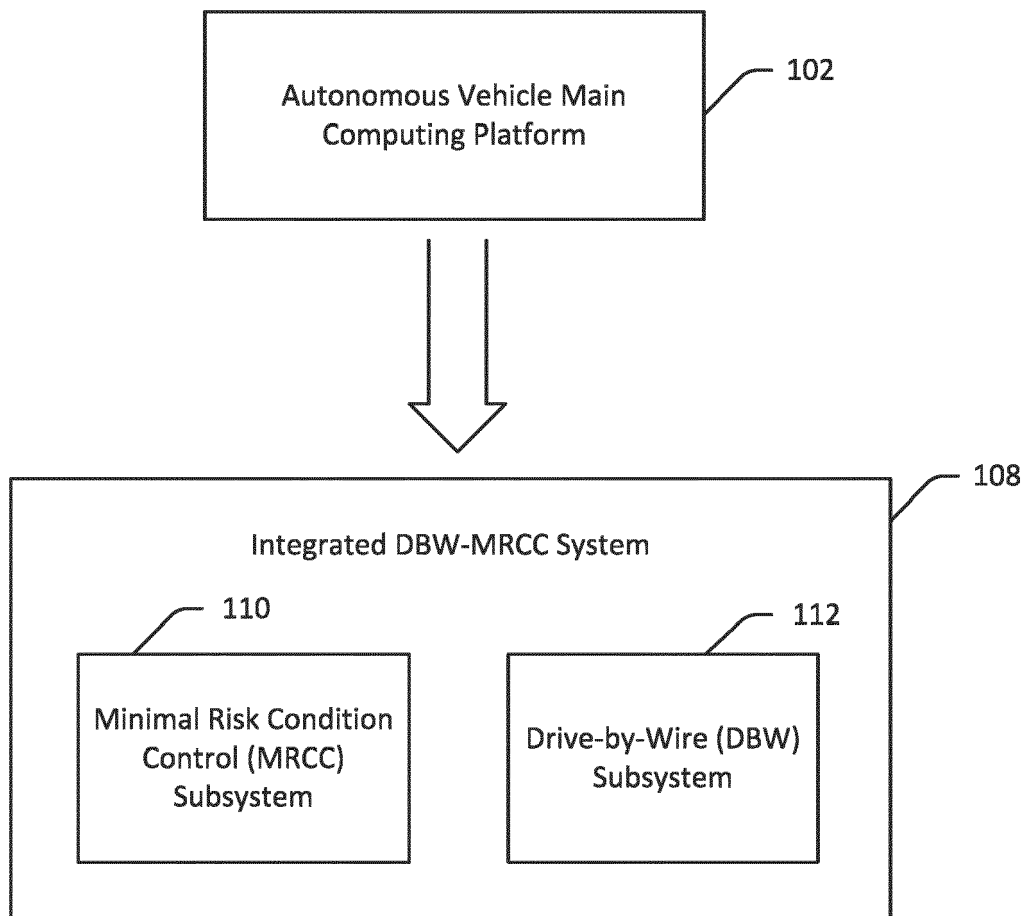 Autonomous Vehicle Main
Computing Platform
102
108
Integrated DBW-MRCC System
110
112
Minimal Risk Condition
Control (MRCC)
Subsystem
Drive-by-Wire (DBW)
Subsystem